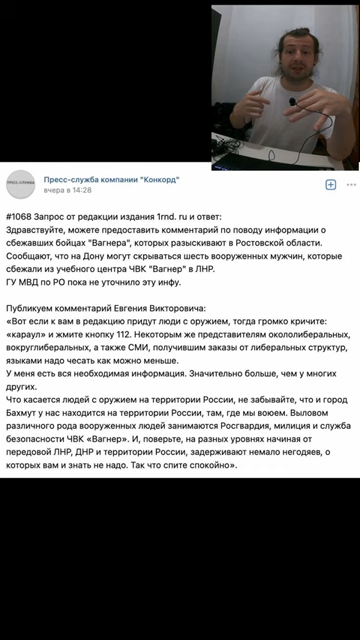 Пресс-служба компании "Конкорд"
вчера в 14:28
#1068 Запрос от редакции издания 1rnd. ru и ответ:
Здравствуйте, можете предоставить комментарий по поводу информации о
сбежавших бойцах "Вагнера", которых разыскивают в Ростовской области.
Сообщают, что на Дону могут скрываться шесть вооруженных мужчин, которые
сбежали из учебного центра ЧВК "Вагнер" в ЛНР.
ГУ МВД по РО пока не уточнило эту инфу.
Публикуем комментарий Евгения Викторовича:
«Вот если к вам в редакцию придут люди с оружием, тогда громко кричите:
«караул» и жмите кнопку 112. Некоторым же представителям окололиберальных,
вокруглиберальных, а также СМИ, получившим заказы от либеральных структур,
языками надо чесать как можно меньше.
У меня есть вся необходимая информация. Значительно больше, чем у многих
других.
Что касается людей с оружием на территории России, не забывайте, что и город
Бахмут у нас находится на территории России, там, где мы воюем. Выловом
различного рода вооруженных людей занимаются Росгвардия, милиция и служба
безопасности ЧВК «Вагнер». И, поверьте, на разных уровнях начиная от
передовой ЛНР, ДНР и территории России, задерживают немало негодяев, о
которых вам и знать не надо. Так что спите спокойно».